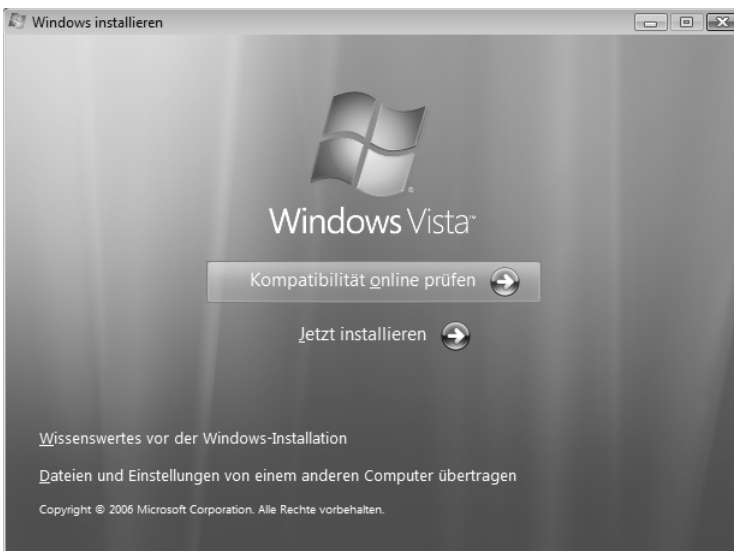 Windows installieren
Windows Vista™
Kompatibilität online prüfen
Jetzt installieren
Wissenswertes vor der Windows-Installation
Dateien und Einstellungen von einem anderen Computer übertragen
Copyright © 2006 Microsoft Corporation. Alle Rechte vorbehalten.